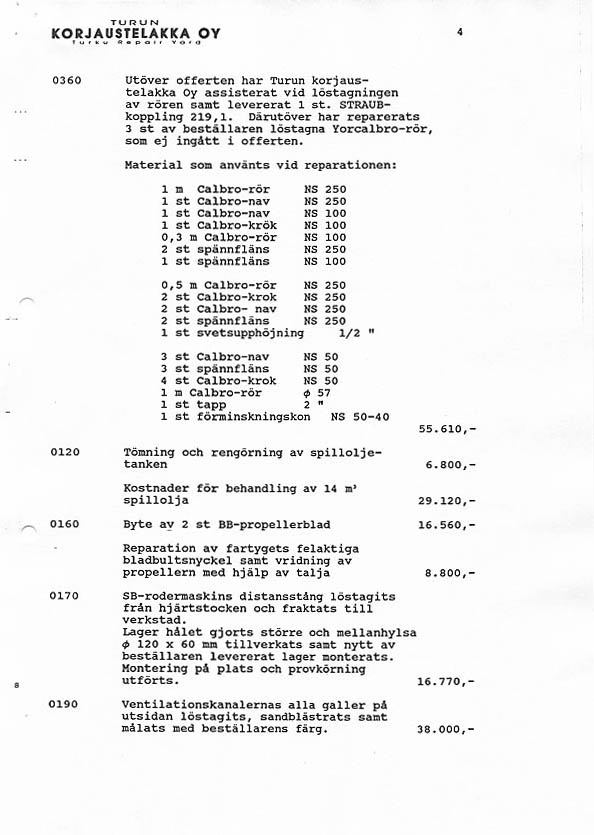 TURUN
KORJAUSTELAKKA OY
Turku Repair Yard
4
0360 Utöver offerten har Turun korjaus-
telakka Oy assisterat vid löstagningen
av rören samt levererat 1 st. STRAUB-
koppling 219,1. Därutöver har reparerats
3 st av beställaren löstagna Yorcalbro-rör,
som ej ingått i offerten.
Material som använts vid reparationen:
1 m Calbro-rör NS 250
1 st Calbro-nav NS 250
1 st Calbro-nav NS 100
1 st Calbro-krök NS 100
0,3 m Calbro-rör NS 100
2 st spännfläns NS 250
1 st spännfläns NS 100
0,5 m Calbro-rör NS 250
2 st Calbro-krok NS 250
2 st Calbro- nav NS 250
2 st spännfläns NS 250
1 st svetsupphöjning 1/2 "
3 st Calbro-nav NS 50
3 st spännfläns NS 50
4 st Calbro-krok NS 50
1 m Calbro-rör φ 57
1 st tapp 2 "
1 st förminskningskon NS 50-40
55.610,-
0120 Tömning och rengörning av spillolje-
tanken 6.800,-
Kostnader för behandling av 14 m³
spillolja 29.120,-
0160 Byte av 2 st BB-propellerblad 16.560,-
Reparation av fartygets felaktiga
bladbultsnyckel samt vridning av
propellern med hjälp av talja 8.800,-
0170 SB-rodermaskins distansstång löstagits
från hjärtstocken och fraktats till
verkstad.
Lager hålet gjorts större och mellanhylsa
φ 120 x 60 mm tillverkats samt nytt av
beställaren levererat lager monterats.
Montering på plats och provkörning
utförts. 16.770,-
8
0190 Ventilationskanalernas alla galler på
utsidan löstagits, sandblästrats samt
målats med beställarens färg. 38.000,-